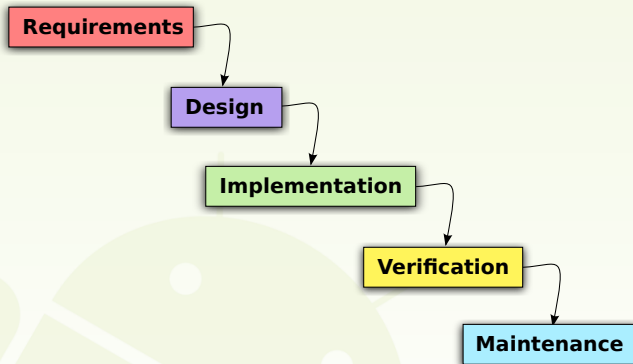 Requirements
Design
Implementation
Verification
Maintenance